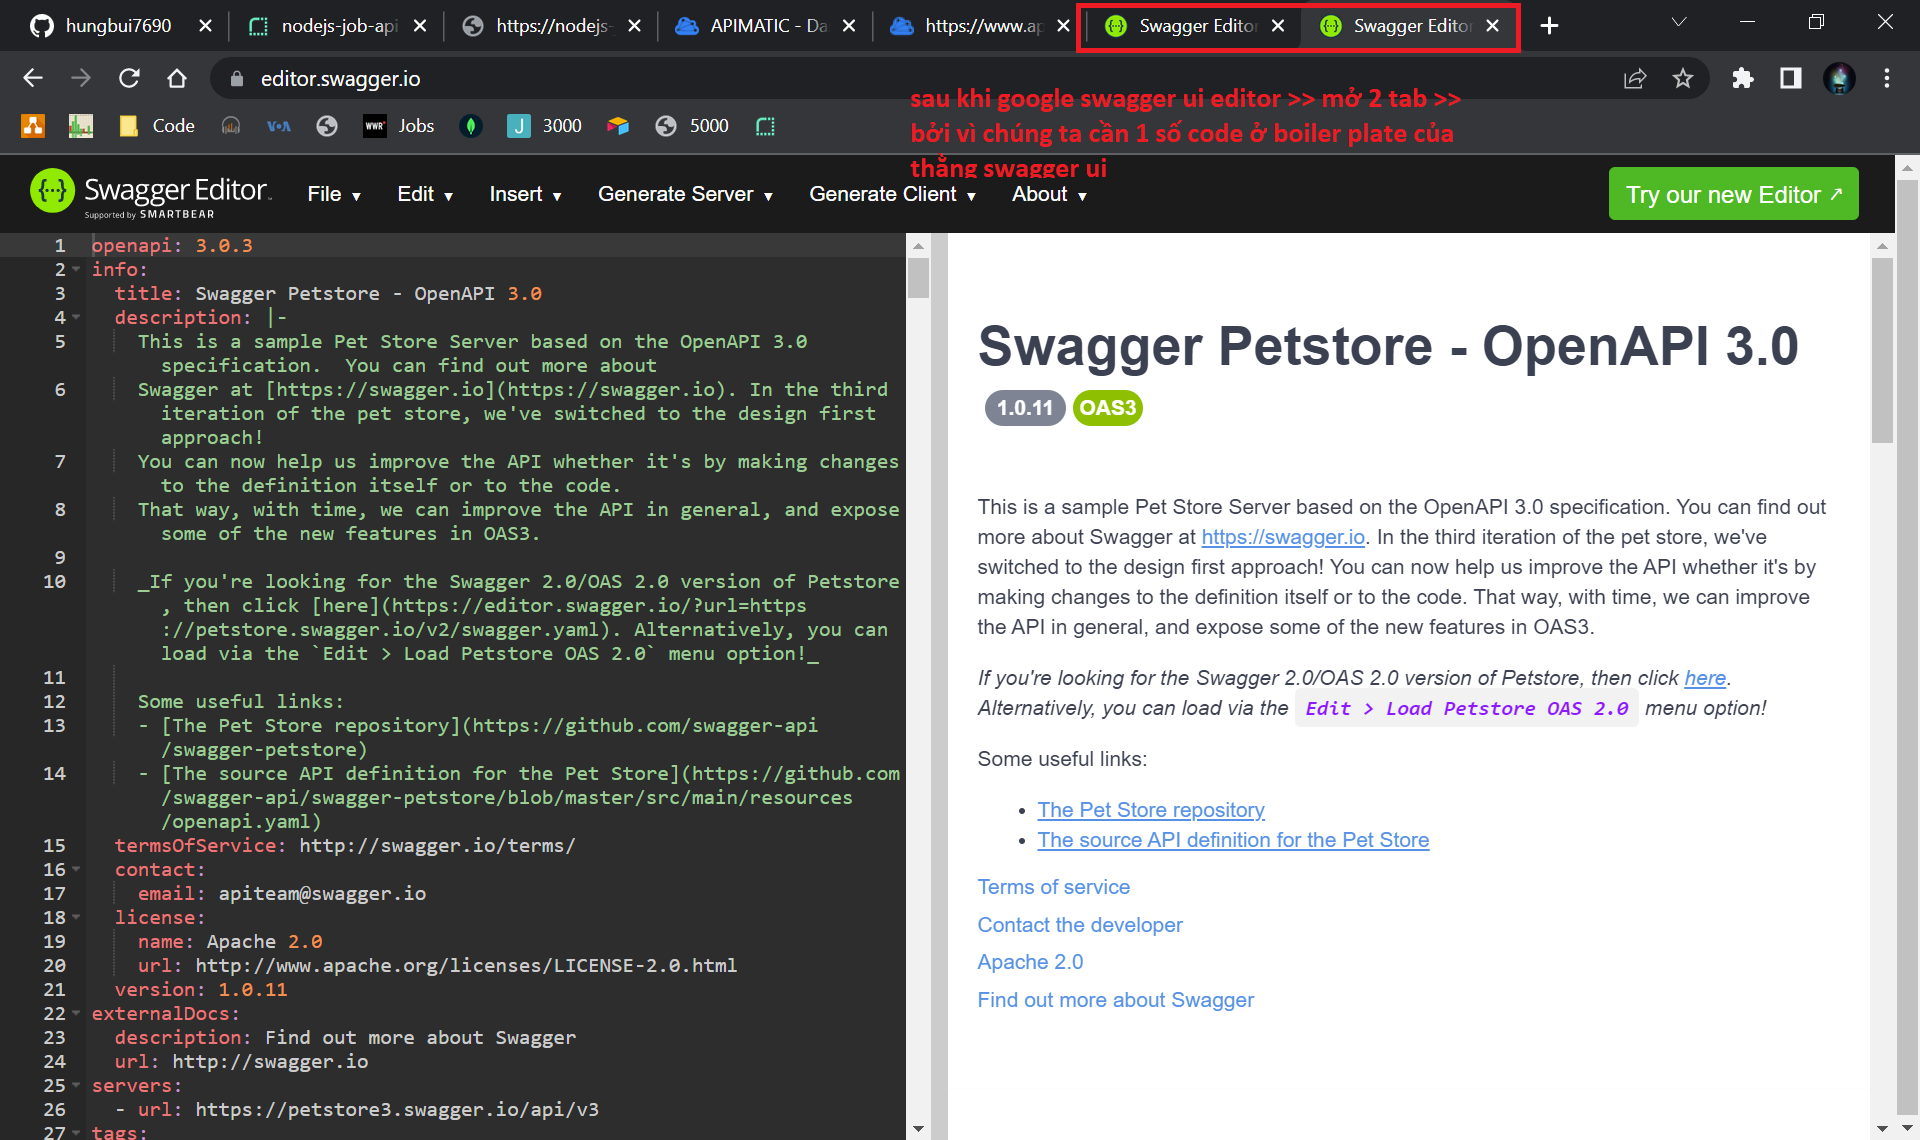 hungbui7690
nodejs-job-api
https://nodejs-
APIMATIC - Da
https://www.ap
Swagger Editor
Swagger Editor
editor.swagger.io
sau khi google swagger ui editor >> mở 2 tab >>
bởi vì chúng ta cần 1 số code ở boiler plate của
thằng swagger ui
Code
VOA
WWR
Jobs
J
3000
5000
Swagger Editor
Supported by SMARTBEAR
File
Edit
Insert
Generate Server
Generate Client
About
Try our new Editor ↗
1 openapi: 3.0.3
2 info:
3 title: Swagger Petstore - OpenAPI 3.0
4 description: |-
5 This is a sample Pet Store Server based on the OpenAPI 3.0
specification.  You can find out more about
6 Swagger at [https://swagger.io](https://swagger.io). In the third
iteration of the pet store, we've switched to the design first
approach!
7 You can now help us improve the API whether it's by making changes
to the definition itself or to the code.
8 That way, with time, we can improve the API in general, and expose
some of the new features in OAS3.
9
10 _If you're looking for the Swagger 2.0/OAS 2.0 version of Petstore
, then click [here](https://editor.swagger.io/?url=https
://petstore.swagger.io/v2/swagger.yaml). Alternatively, you can
load via the `Edit > Load Petstore OAS 2.0` menu option!_
11
12 Some useful links:
13 - [The Pet Store repository](https://github.com/swagger-api
/swagger-petstore)
14 - [The source API definition for the Pet Store](https://github.com
/swagger-api/swagger-petstore/blob/master/src/main/resources
/openapi.yaml)
15 termsOfService: http://swagger.io/terms/
16 contact:
17 email: apiteam@swagger.io
18 license:
19 name: Apache 2.0
20 url: http://www.apache.org/licenses/LICENSE-2.0.html
21 version: 1.0.11
22 externalDocs:
23 description: Find out more about Swagger
24 url: http://swagger.io
25 servers:
26 - url: https://petstore3.swagger.io/api/v3
27 tags:
Swagger Petstore - OpenAPI 3.0
1.0.11 OAS3
This is a sample Pet Store Server based on the OpenAPI 3.0 specification. You can find out
more about Swagger at https://swagger.io. In the third iteration of the pet store, we've
switched to the design first approach! You can now help us improve the API whether it's by
making changes to the definition itself or to the code. That way, with time, we can improve
the API in general, and expose some of the new features in OAS3.
If you're looking for the Swagger 2.0/OAS 2.0 version of Petstore, then click here.
Alternatively, you can load via the Edit > Load Petstore OAS 2.0 menu option!
Some useful links:
• The Pet Store repository
• The source API definition for the Pet Store
Terms of service
Contact the developer
Apache 2.0
Find out more about Swagger